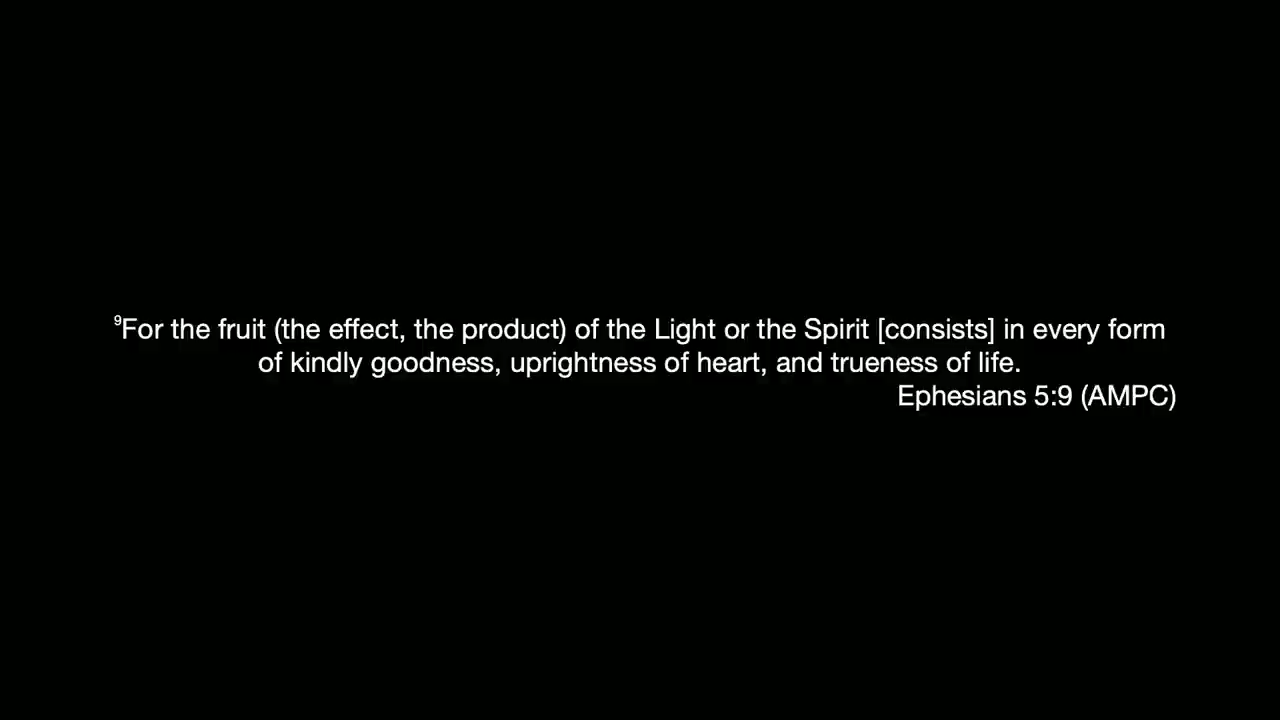 ⁹For the fruit (the effect, the product) of the Light or the Spirit [consists] in every form
of kindly goodness, uprightness of heart, and trueness of life.
Ephesians 5:9 (AMPC)